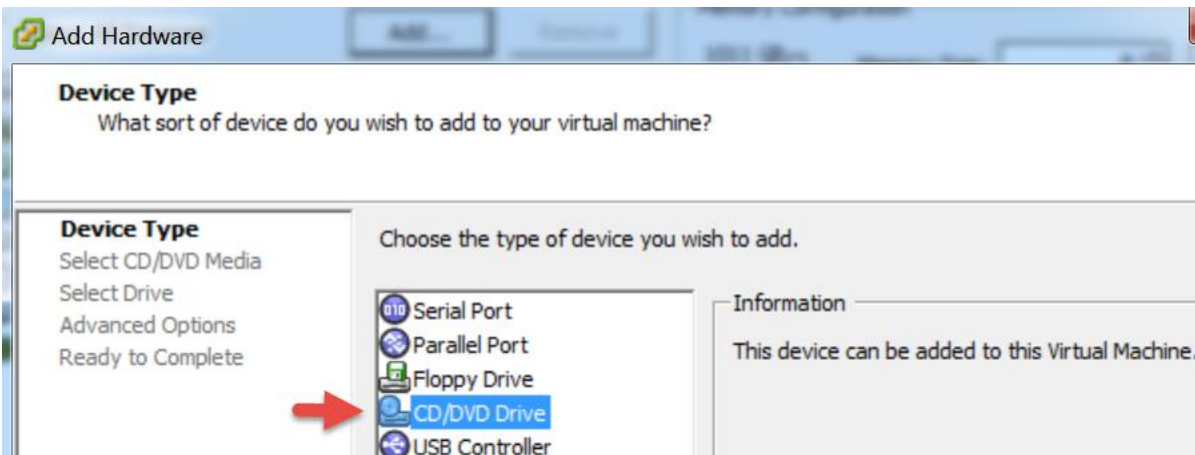 Add Hardware
Add...
Remove
Device Type
What sort of device do you wish to add to your virtual machine?
Device Type
Select CD/DVD Media
Select Drive
Advanced Options
Ready to Complete
Choose the type of device you wish to add.
Serial Port
Parallel Port
Floppy Drive
CD/DVD Drive
USB Controller
Information
This device can be added to this Virtual Machine.